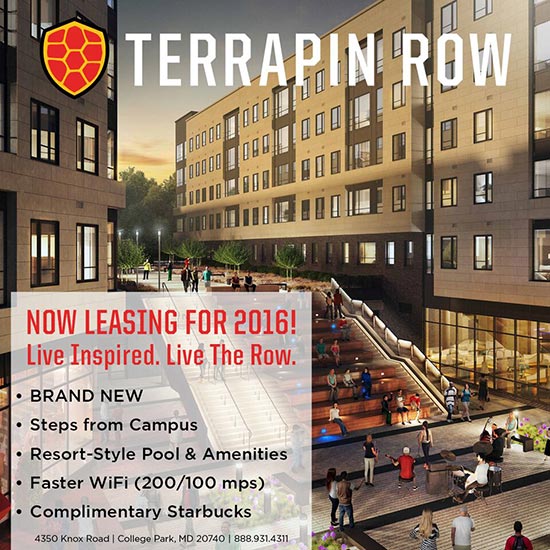 TERRAPIN ROW
NOW LEASING FOR 2016!
Live Inspired. Live The Row.
• BRAND NEW
• Steps from Campus
• Resort-Style Pool & Amenities
• Faster WiFi (200/100 mps)
• Complimentary Starbucks
4350 Knox Road | College Park, MD 20740 | 888.931.4311